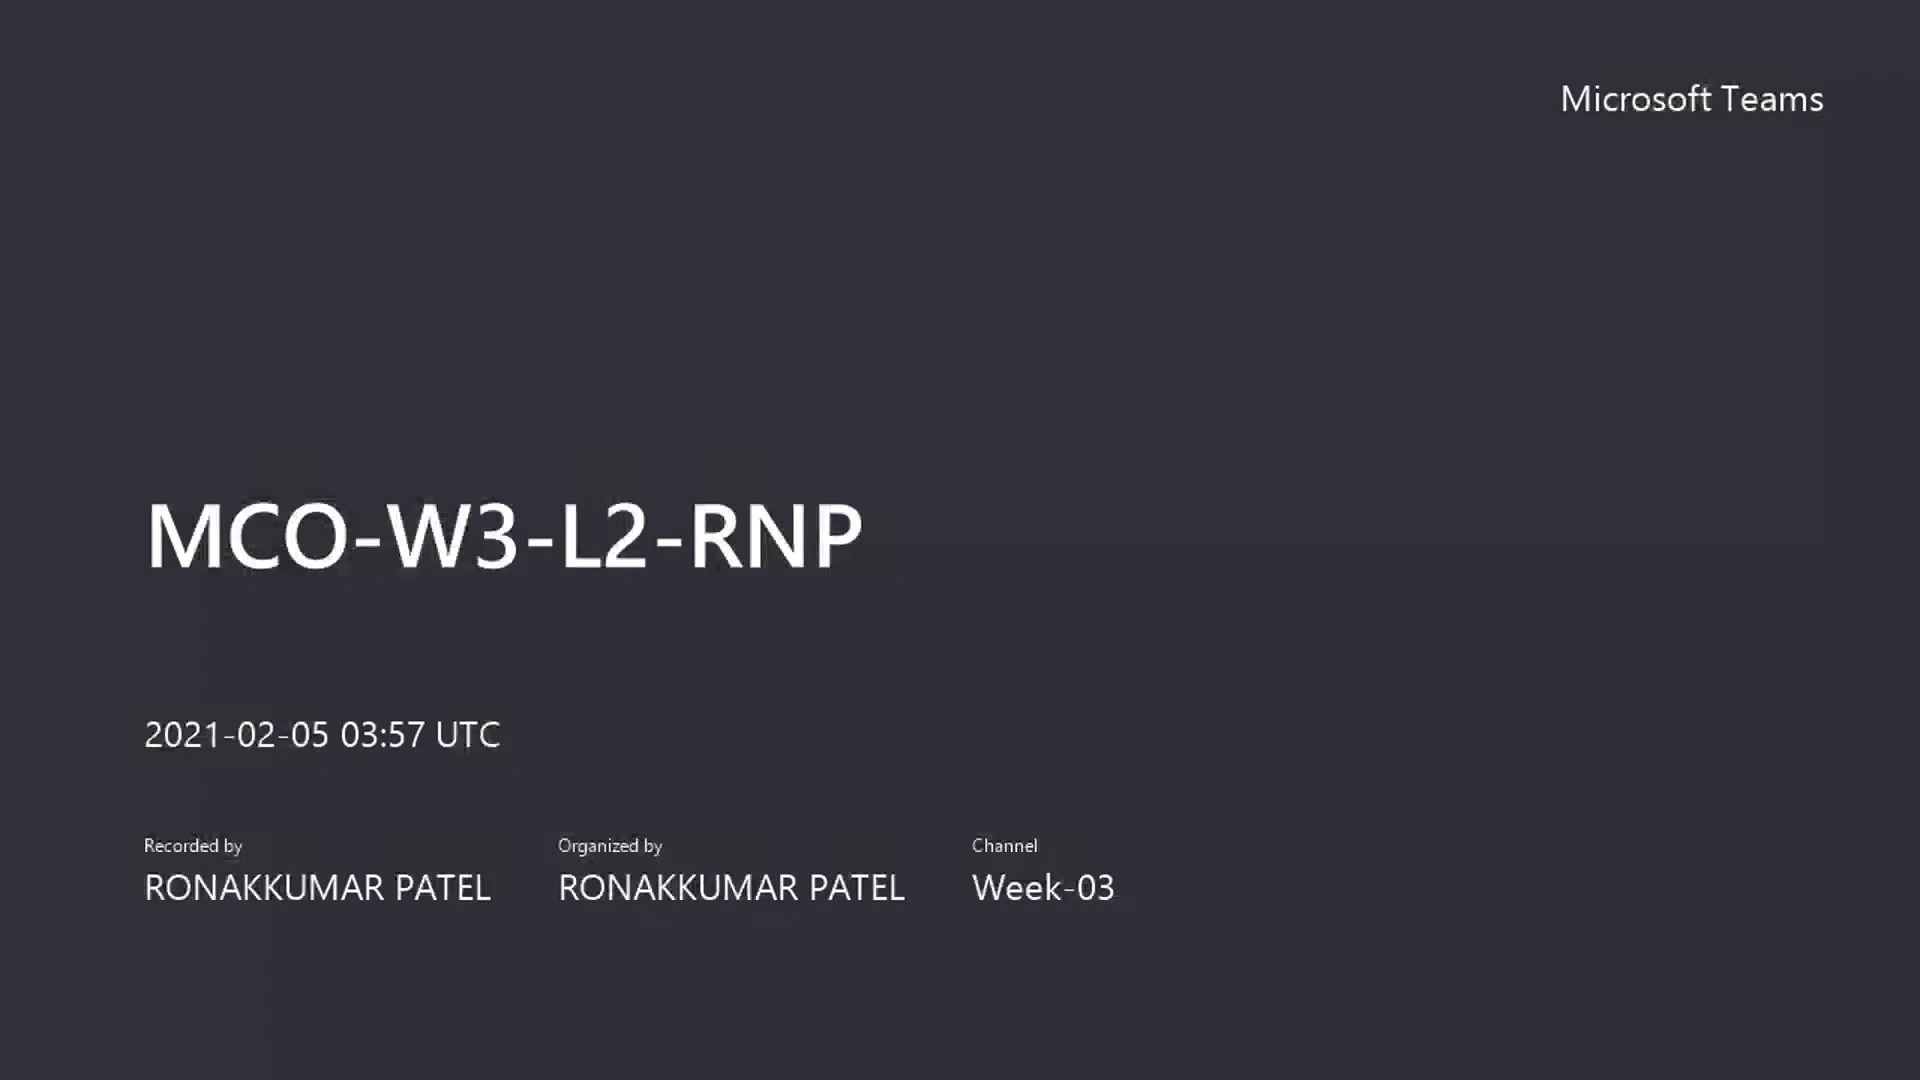 Microsoft Teams
MCO-W3-L2-RNP
2021-02-05 03:57 UTC
Recorded by
RONAKKUMAR PATEL
Organized by
RONAKKUMAR PATEL
Channel
Week-03